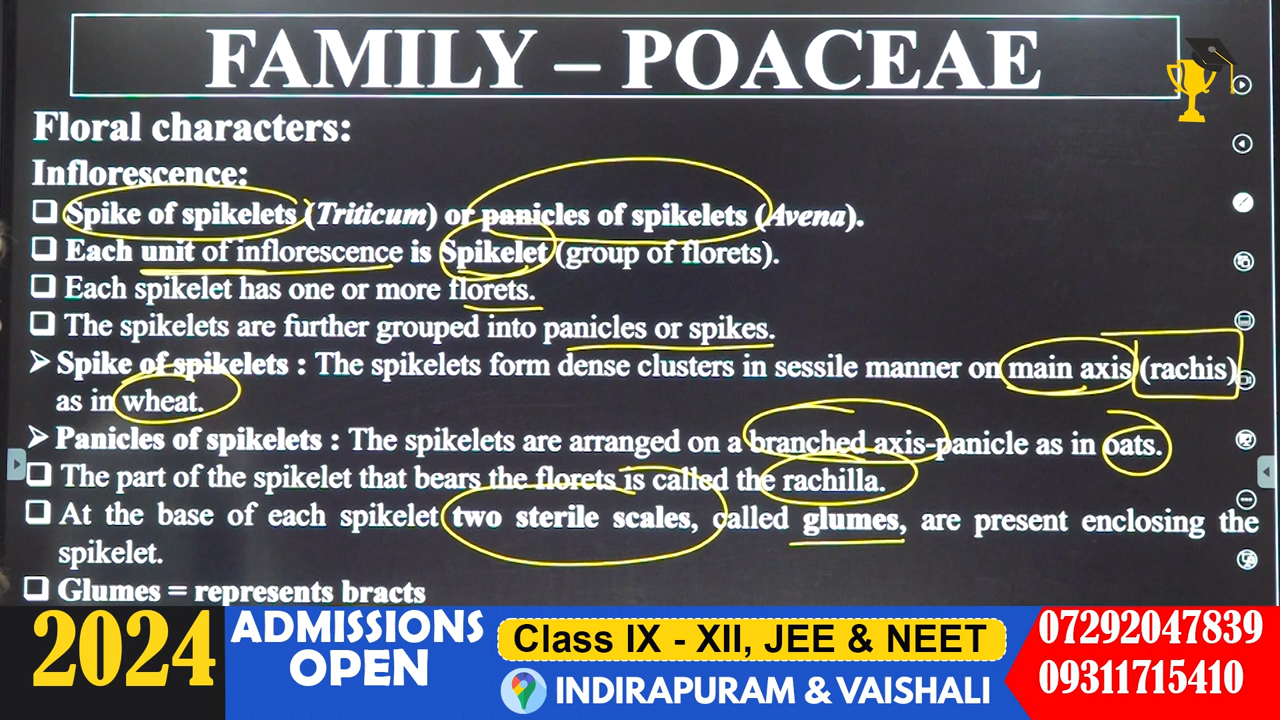 FAMILY – POACEAE
Floral characters:
Inflorescence:
❑ Spike of spikelets (Triticum) or panicles of spikelets (Avena).
❑ Each unit of inflorescence is Spikelet (group of florets).
❑ Each spikelet has one or more florets.
❑ The spikelets are further grouped into panicles or spikes.
➢ Spike of spikelets : The spikelets form dense clusters in sessile manner on main axis (rachis)
as in wheat.
➢ Panicles of spikelets : The spikelets are arranged on a branched axis-panicle as in oats.
❑ The part of the spikelet that bears the florets is called the rachilla.
❑ At the base of each spikelet two sterile scales, called glumes, are present enclosing the
spikelet.
❑ Glumes = represents bracts
2024
ADMISSIONS
OPEN
Class IX - XII, JEE & NEET
INDIRAPURAM & VAISHALI
07292047839
09311715410